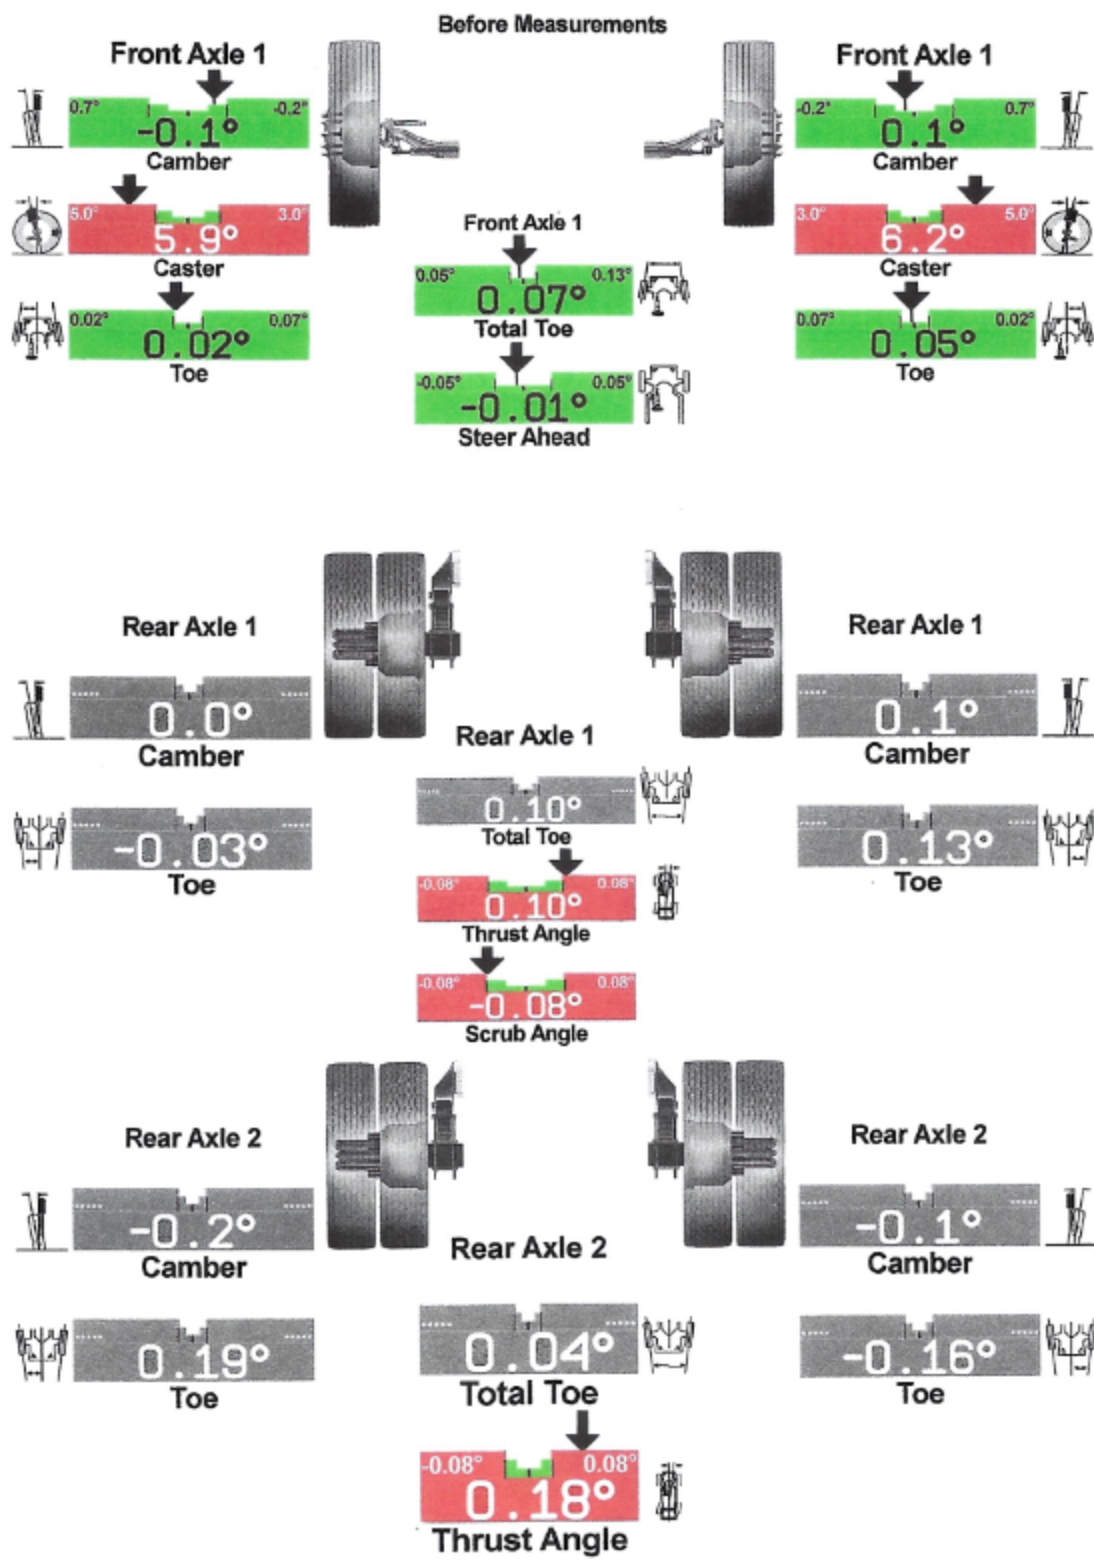 Before Measurements
Front Axle 1
Front Axle 1
0.7° -0.2°
-0.1°
Camber
-0.2° 0.7°
0.1°
Camber
5.0° 3.0°
5.9°
Caster
3.0° 5.0°
6.2°
Caster
Front Axle 1
0.05° 0.13°
0.07°
Total Toe
0.02° 0.07°
0.02°
Toe
0.07° 0.02°
0.05°
Toe
-0.05° 0.05°
-0.01°
Steer Ahead
Rear Axle 1
Rear Axle 1
0.0°
Camber
0.1°
Camber
Rear Axle 1
0.10°
Total Toe
-0.03°
Toe
0.13°
Toe
-0.08° 0.08°
0.10°
Thrust Angle
-0.08° 0.08°
-0.08°
Scrub Angle
Rear Axle 2
Rear Axle 2
-0.2°
Camber
-0.1°
Camber
Rear Axle 2
0.19°
Toe
0.04°
Total Toe
-0.16°
Toe
-0.08° 0.08°
0.18°
Thrust Angle